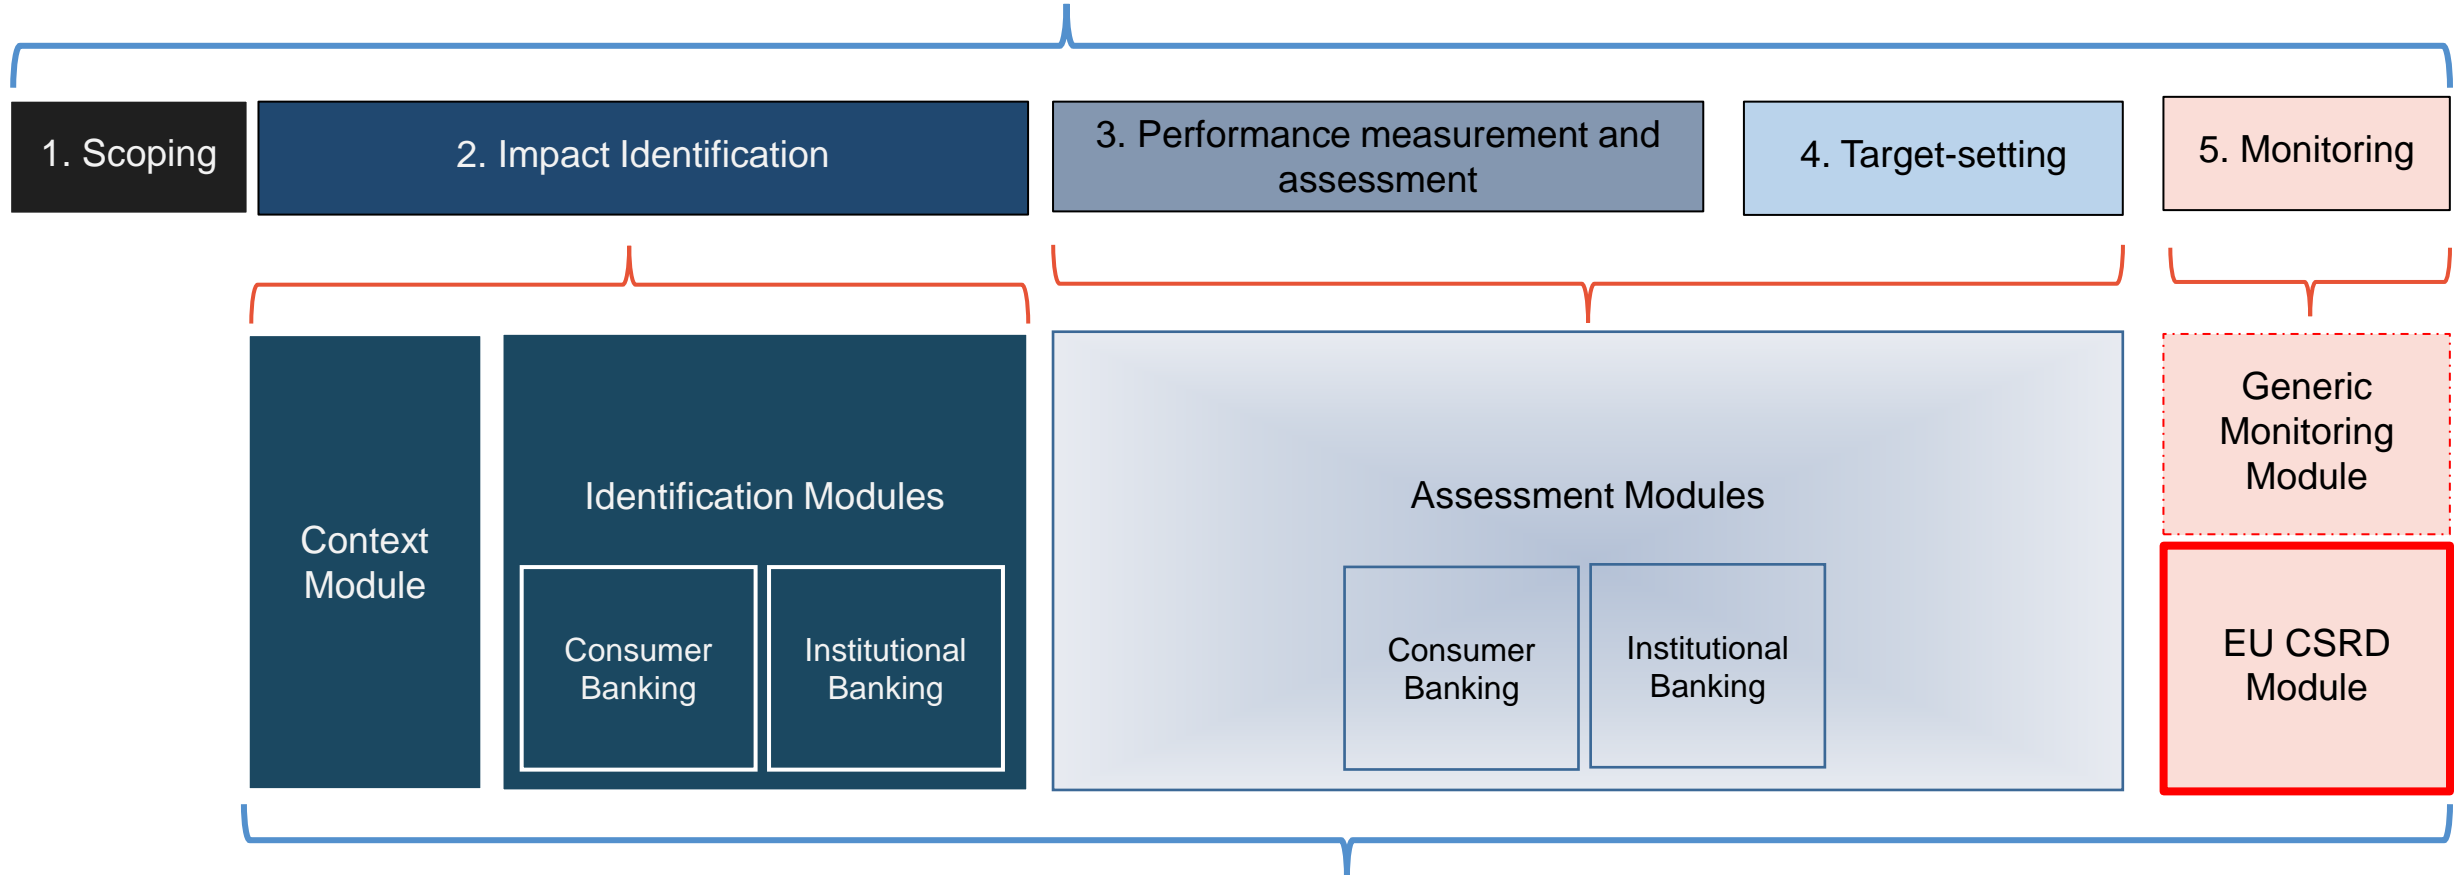 1. Scoping
2. Impact Identification
3. Performance measurement and
assessment
4. Target-setting
5. Monitoring
Context
Module
Identification Modules
Consumer
Banking
Institutional
Banking
Assessment Modules
Consumer
Banking
Institutional
Banking
Generic
Monitoring
Module
EU CSRD
Module